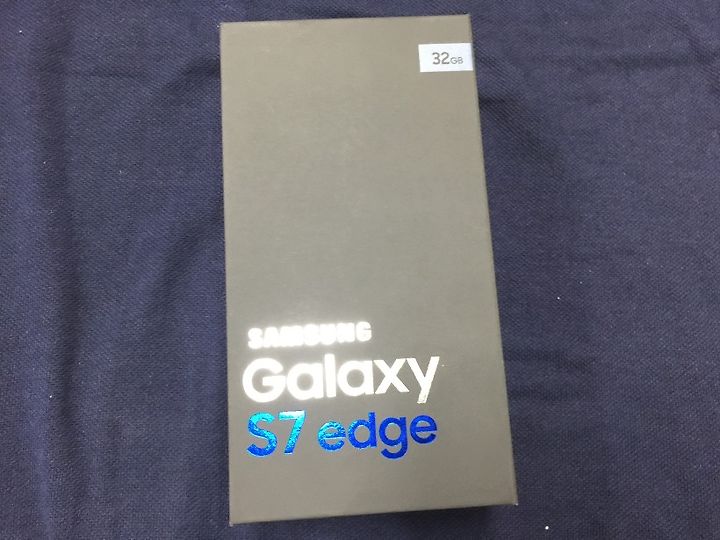 32GB
SAMSUNG
Galaxy
S7 edge